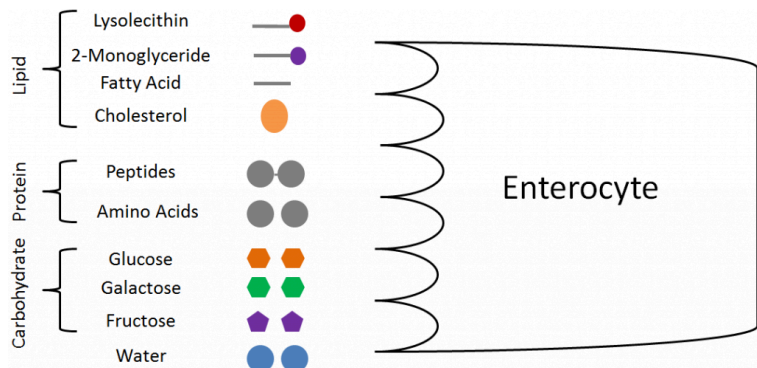 Lipid
Lysolecithin
2-Monoglyceride
Fatty Acid
Cholesterol
Protein
Peptides
Amino Acids
Carbohydrate
Glucose
Galactose
Fructose
Water
Enterocyte